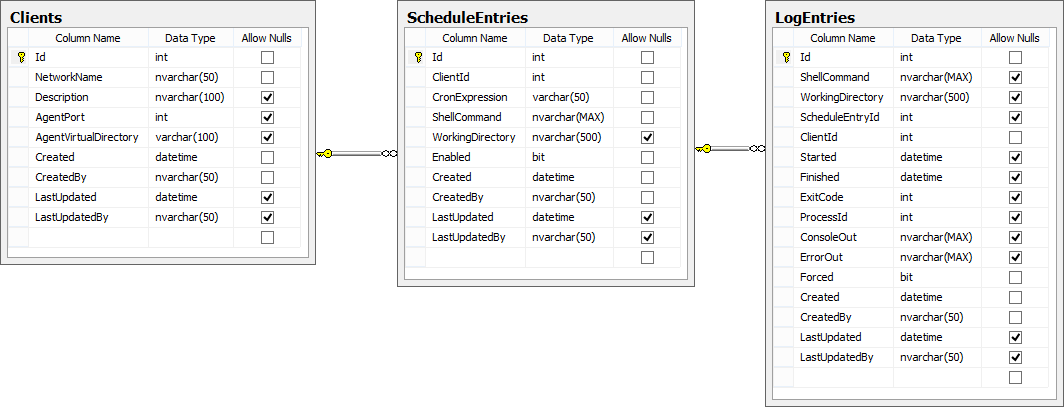 Clients
Column Name Data Type Allow Nulls
Id int
NetworkName nvarchar(50)
Description nvarchar(100)
AgentPort int
AgentVirtualDirectory varchar(100)
Created datetime
CreatedBy nvarchar(50)
LastUpdated datetime
LastUpdatedBy nvarchar(50)
ScheduleEntries
Column Name Data Type Allow Nulls
Id int
ClientId int
CronExpression varchar(50)
ShellCommand nvarchar(MAX)
WorkingDirectory nvarchar(500)
Enabled bit
Created datetime
CreatedBy nvarchar(50)
LastUpdated datetime
LastUpdatedBy nvarchar(50)
LogEntries
Column Name Data Type Allow Nulls
Id int
ShellCommand nvarchar(MAX)
WorkingDirectory nvarchar(500)
ScheduleEntryId int
ClientId int
Started datetime
Finished datetime
ExitCode int
ProcessId int
ConsoleOut nvarchar(MAX)
ErrorOut nvarchar(MAX)
Forced bit
Created datetime
CreatedBy nvarchar(50)
LastUpdated datetime
LastUpdatedBy nvarchar(50)